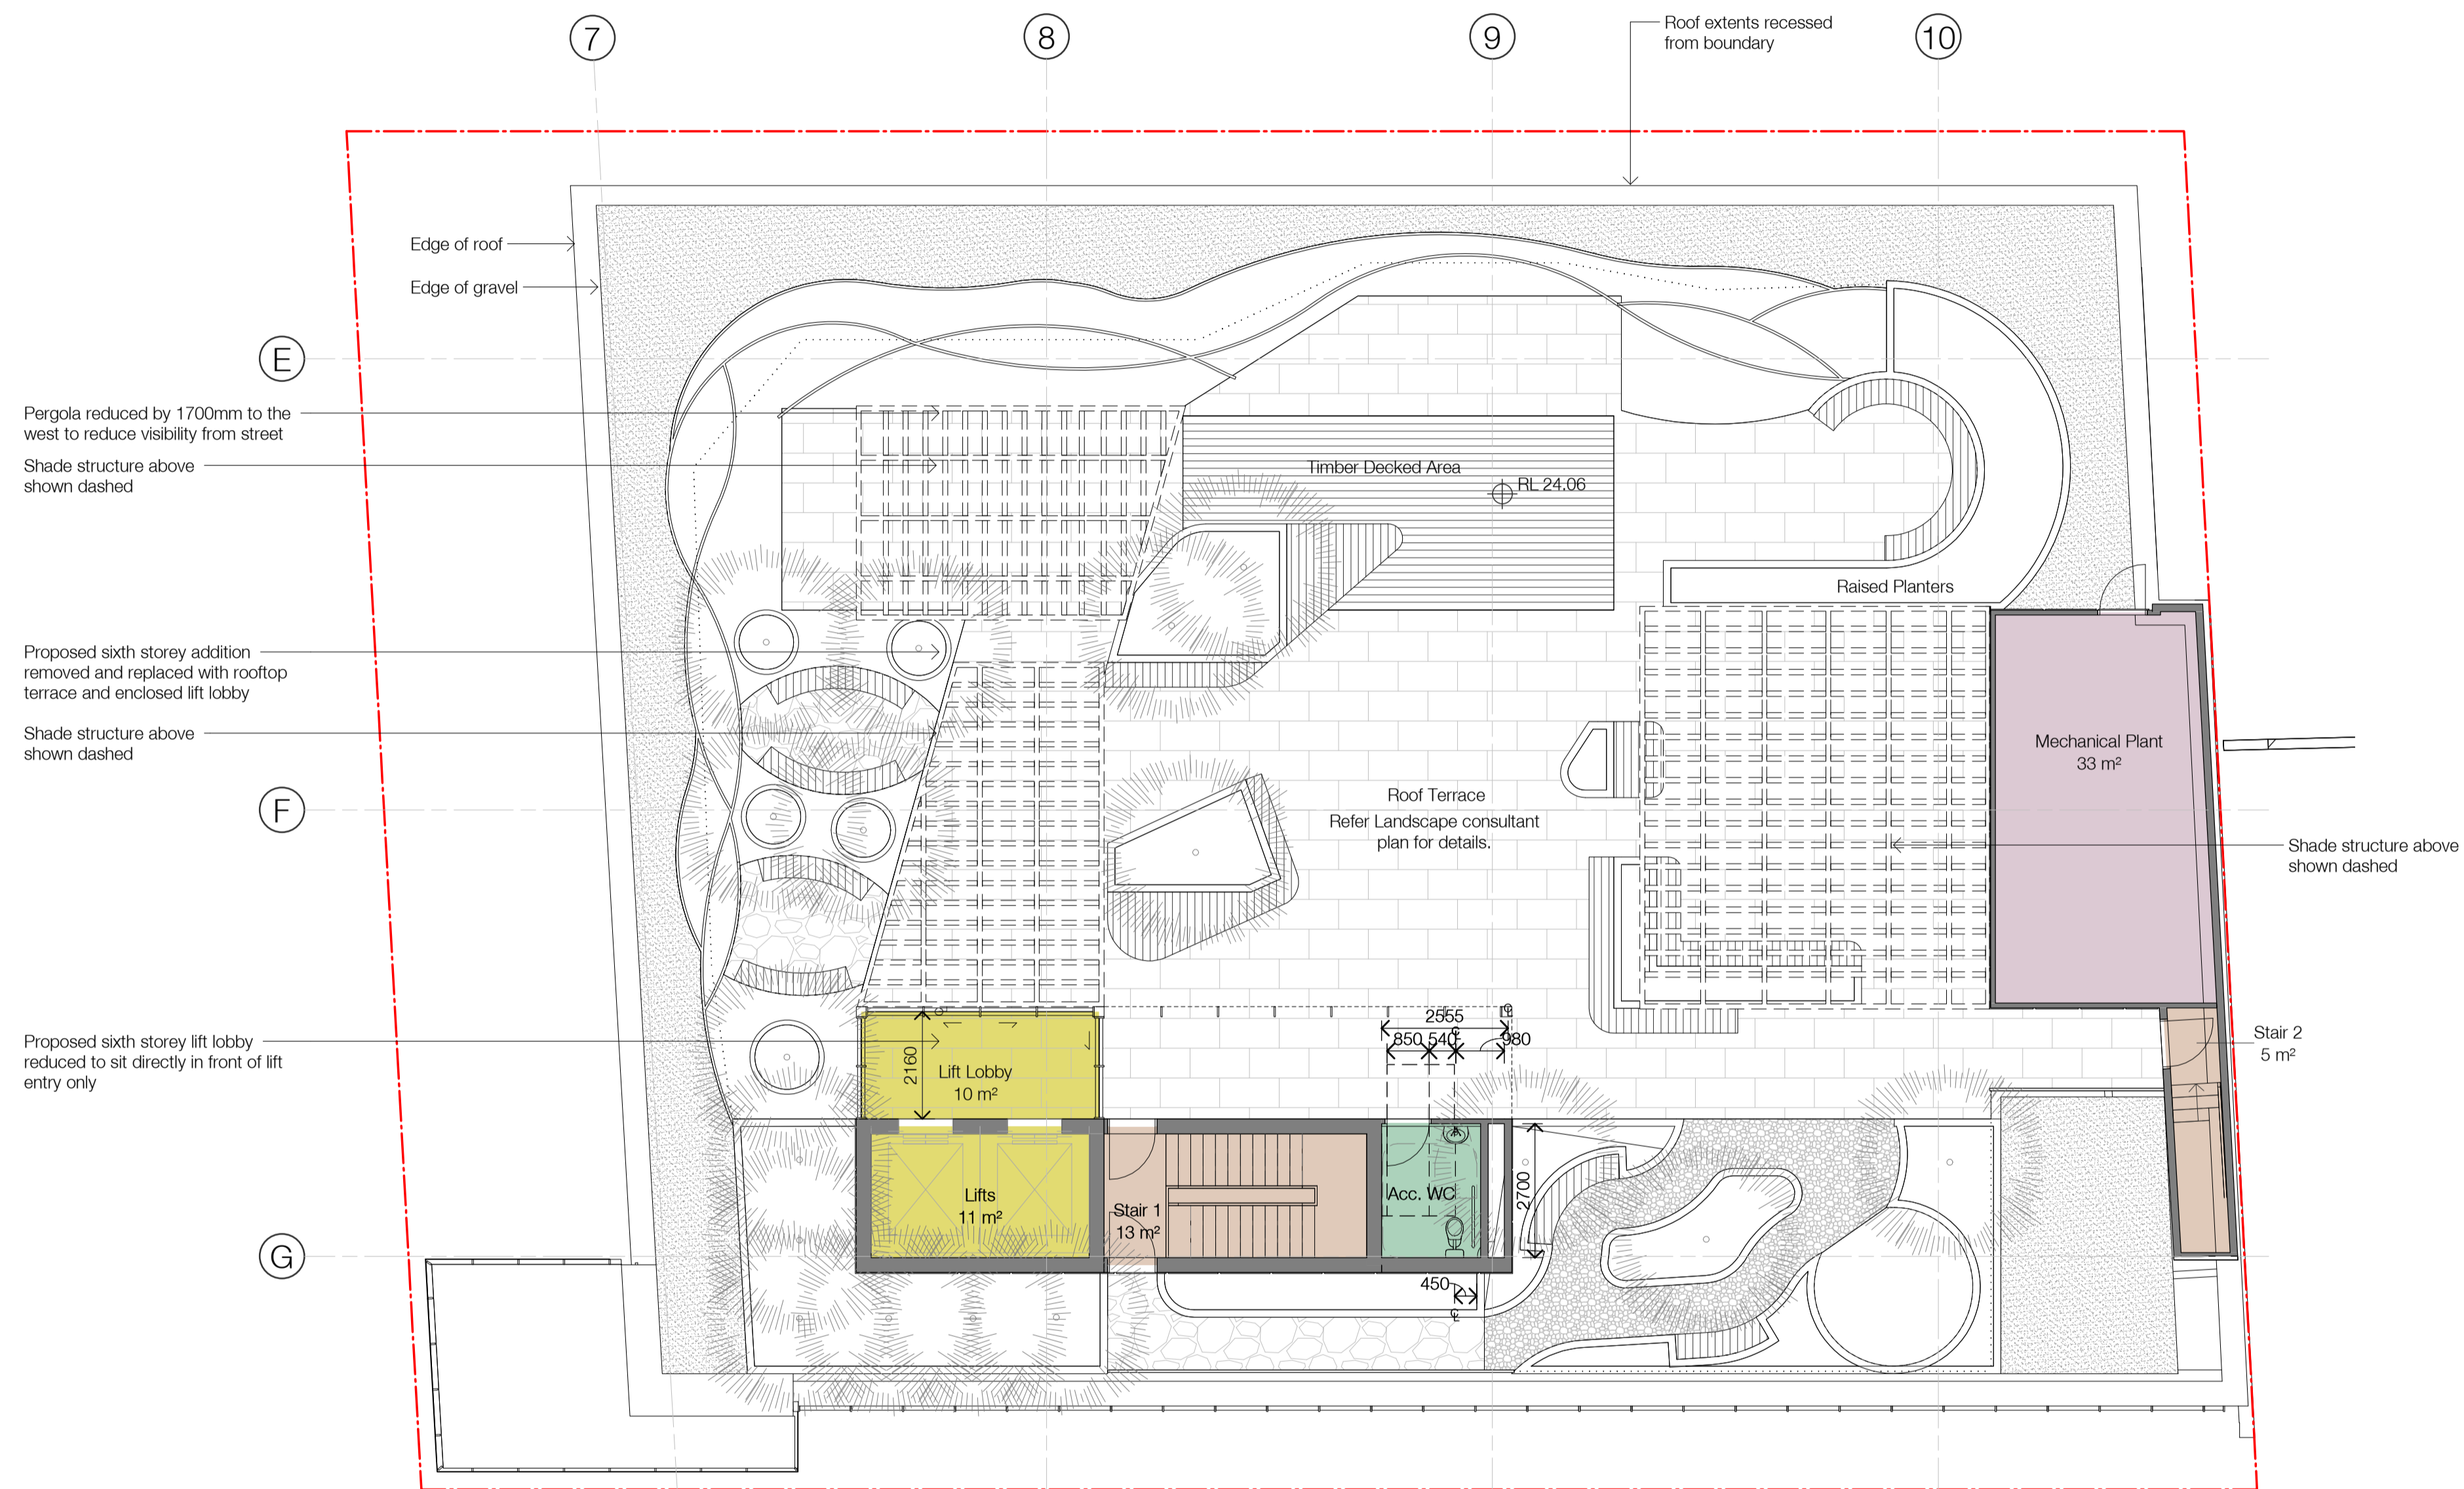 7
8
9
10
Roof extents recessed
from boundary
Edge of roof
Edge of gravel
E
Pergola reduced by 1700mm to the
west to reduce visibility from street
Shade structure above
shown dashed
Timber Decked Area
RL 24.06
Raised Planters
Proposed sixth storey addition
removed and replaced with rooftop
terrace and enclosed lift lobby
Shade structure above
shown dashed
Mechanical Plant
33 m²
F
Roof Terrace
Refer Landscape consultant
plan for details.
Shade structure above
shown dashed
Proposed sixth storey lift lobby
reduced to sit directly in front of lift
entry only
2160
Lift Lobby
10 m²
2555
850 540 980
Stair 2
5 m²
Lifts
11 m²
Stair 1
13 m²
Acc. WC
2700
G
450